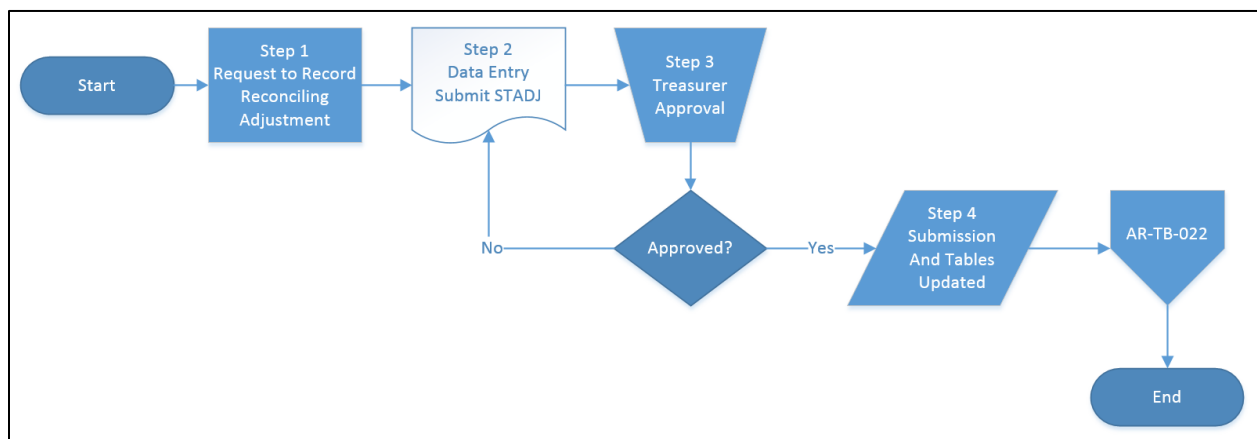 Start
Step 1
Request to Record
Reconciling
Adjustment
Step 2
Data Entry
Submit STADJ
Step 3
Treasurer
Approval
Approved?
No
Yes
Step 4
Submission
And Tables
Updated
AR-TB-022
End